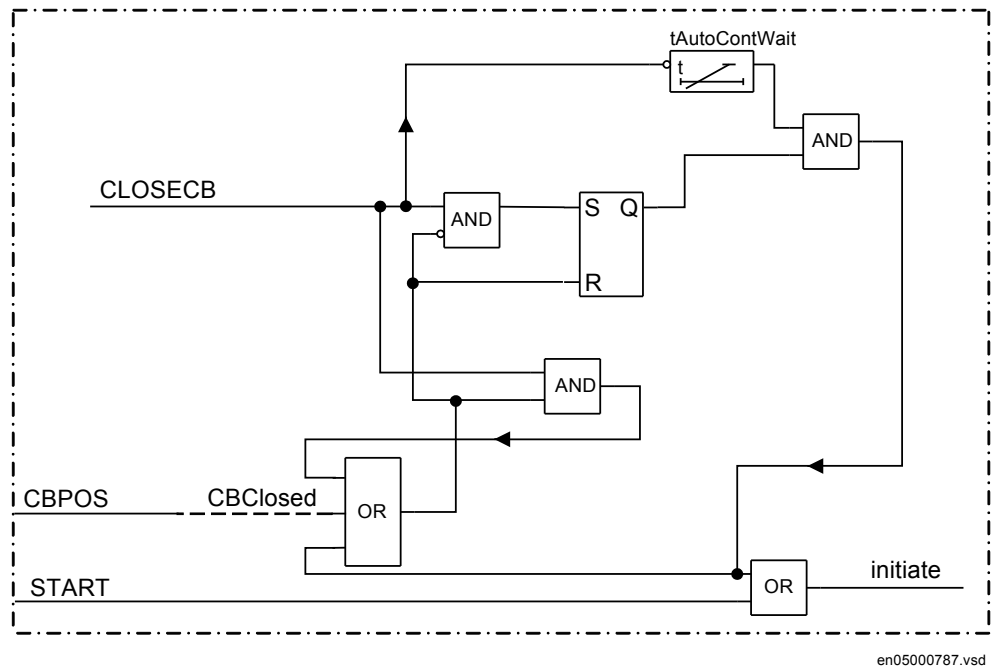 tAutoContWait
t
AND
CLOSECB
AND
S Q
R
AND
CBPOS
CBClosed
OR
START
OR
initiate
en05000787.vsd